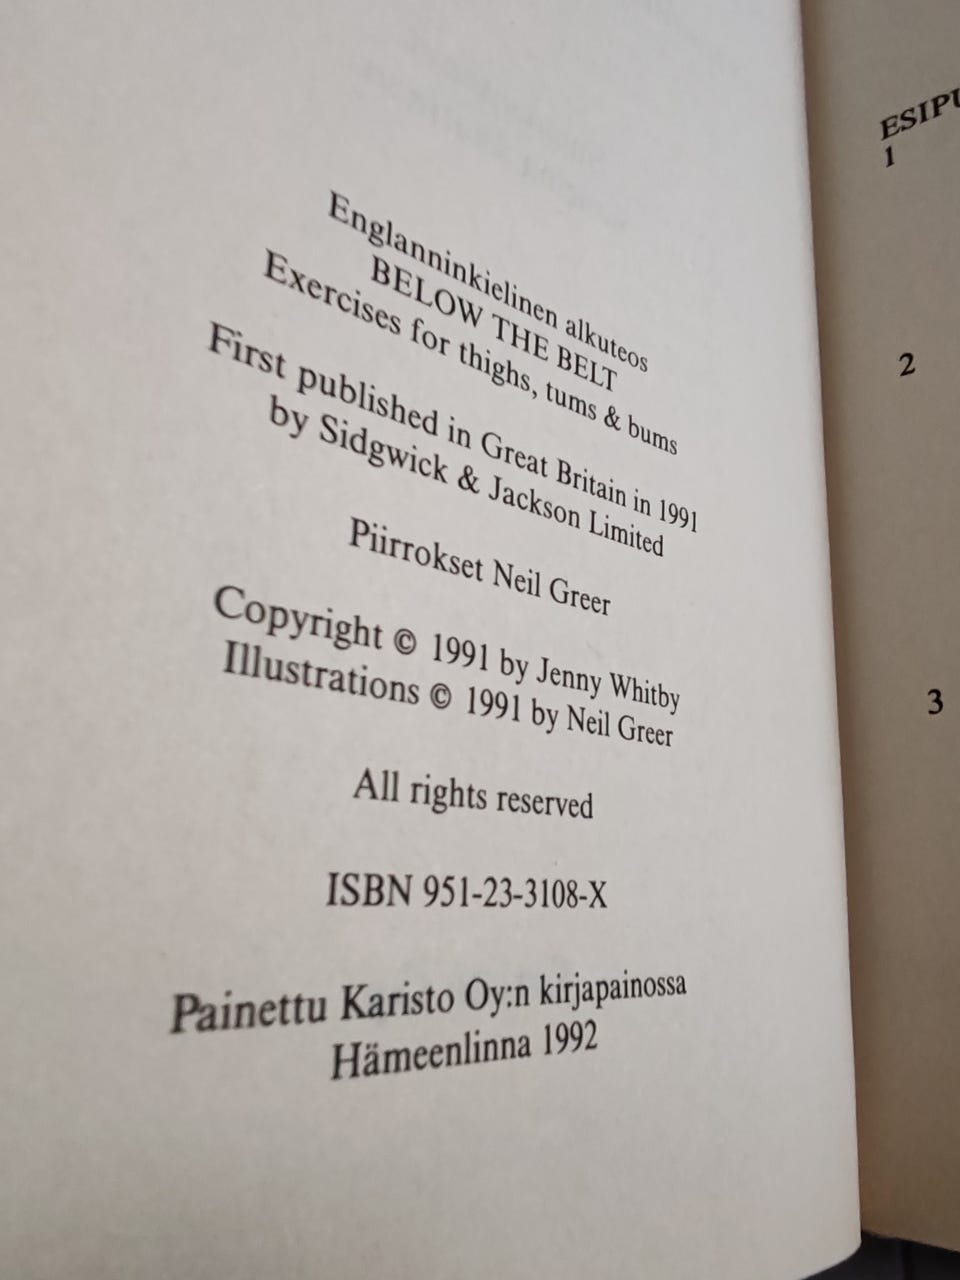 Englanninkielinen alkuteos
BELOW THE BELT
Exercises for thighs, tums & bums
First published in Great Britain in 1991
by Sidgwick & Jackson Limited
Piirrokset Neil Greer
Copyright © 1991 by Jenny Whitby
Illustrations © 1991 by Neil Greer
All rights reserved
ISBN 951-23-3108-X
Painettu Karisto Oy:n kirjapainossa
Hämeenlinna 1992
1
2
3